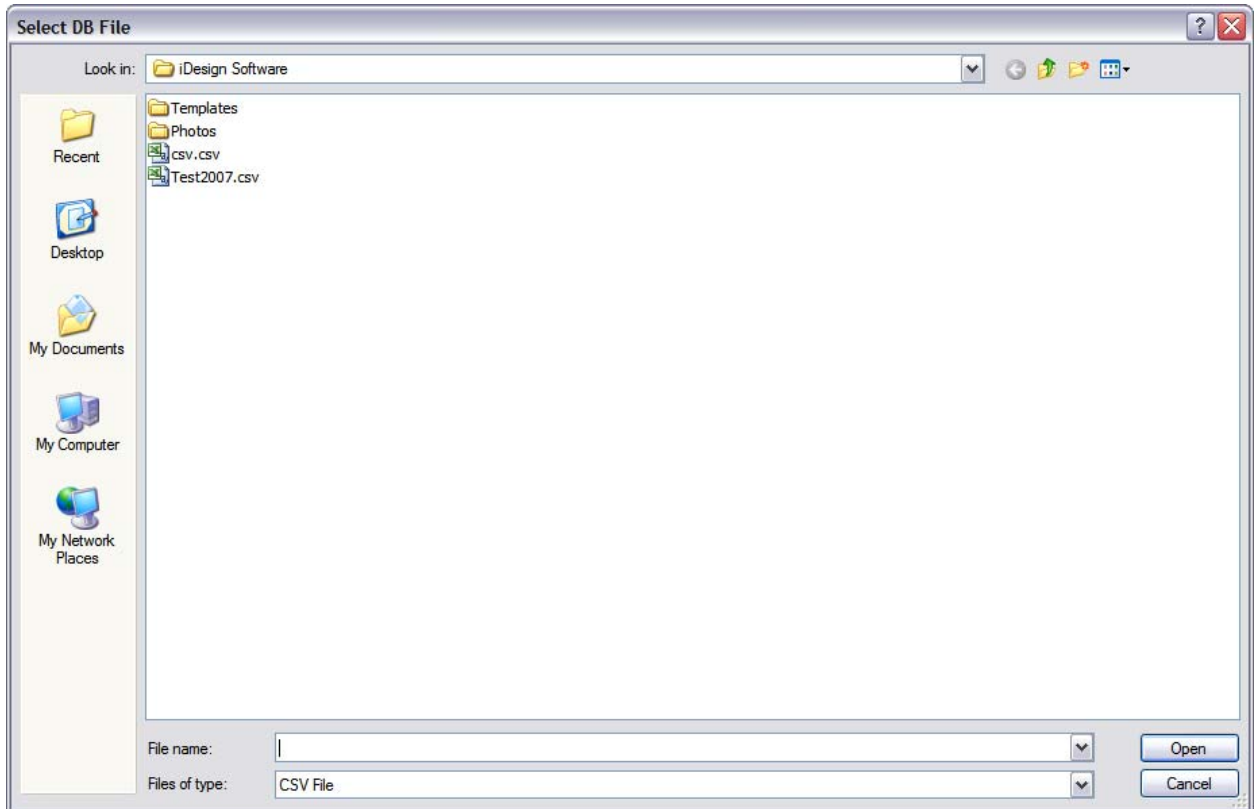 Select DB File
?
Look in: iDesign Software
Templates
Photos
csv.csv
Test2007.csv
Recent
Desktop
My Documents
My Computer
My Network
Places
File name: Open
Files of type: CSV File Cancel